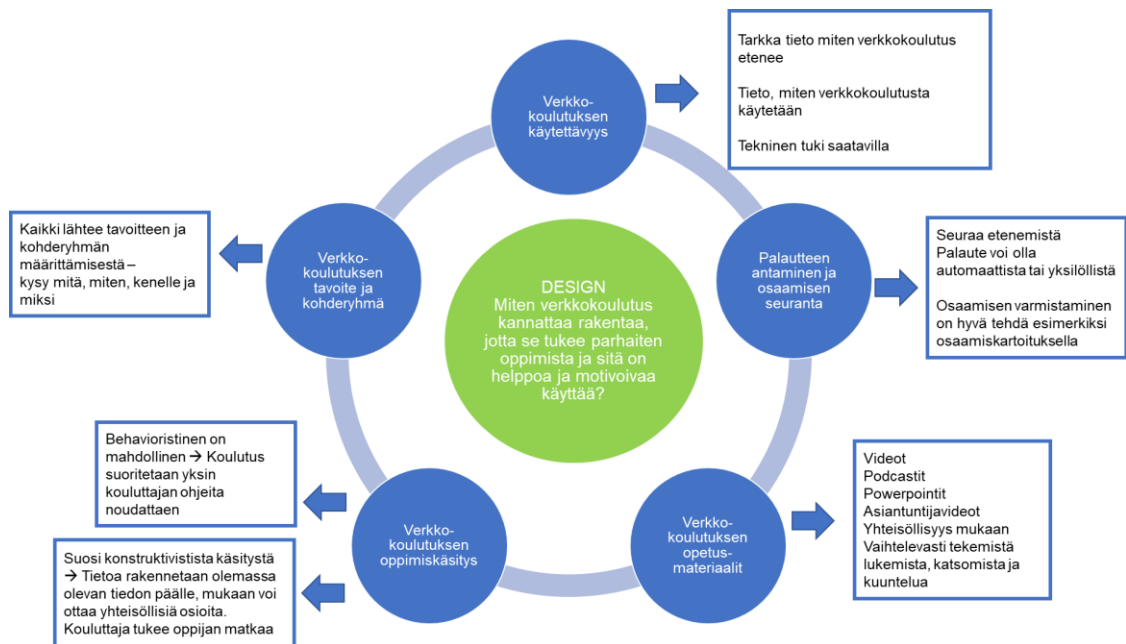 Verkko-
koulutuksen
käytettävyys
Tarkka tieto miten verkkokoulutus
etenee
Tieto, miten verkkokoulutusta
käytetään
Tekninen tuki saatavilla
Palautteen
antaminen ja
osaamisen
seuranta
Seuraa etenemistä
Palaute voi olla
automaattista tai yksilöllistä
Osaamisen varmistaminen
on hyvä tehdä esimerkiksi
osaamiskartoituksella
Verkko-
koulutuksen
opetus-
materiaalit
Videot
Podcastit
Powerpointit
Asiantuntijavideot
Yhteisöllisyys mukaan
Vaihtelevasti tekemistä
lukemista, katsomista ja
kuuntelua
Verkko-
koulutuksen
oppimiskäsitys
Behavioristinen on
mahdollinen → Koulutus
suoritetaan yksin
kouluttajan ohjeita
noudattaen
Suosi konstruktivistista käsitystä
→ Tietoa rakennetaan olemassa
olevan tiedon päälle, mukaan voi
ottaa yhteisöllisiä osioita.
Kouluttaja tukee oppijan matkaa
Verkko-
koulutuksen
tavoite ja
kohderyhmä
Kaikki lähtee tavoitteen ja
kohderyhmän
määrittämisestä –
kysy mitä, miten, kenelle ja
miksi
DESIGN
Miten verkkokoulutus
kannattaa rakentaa,
jotta se tukee parhaiten
oppimista ja sitä on
helppoa ja motivoivaa
käyttää?